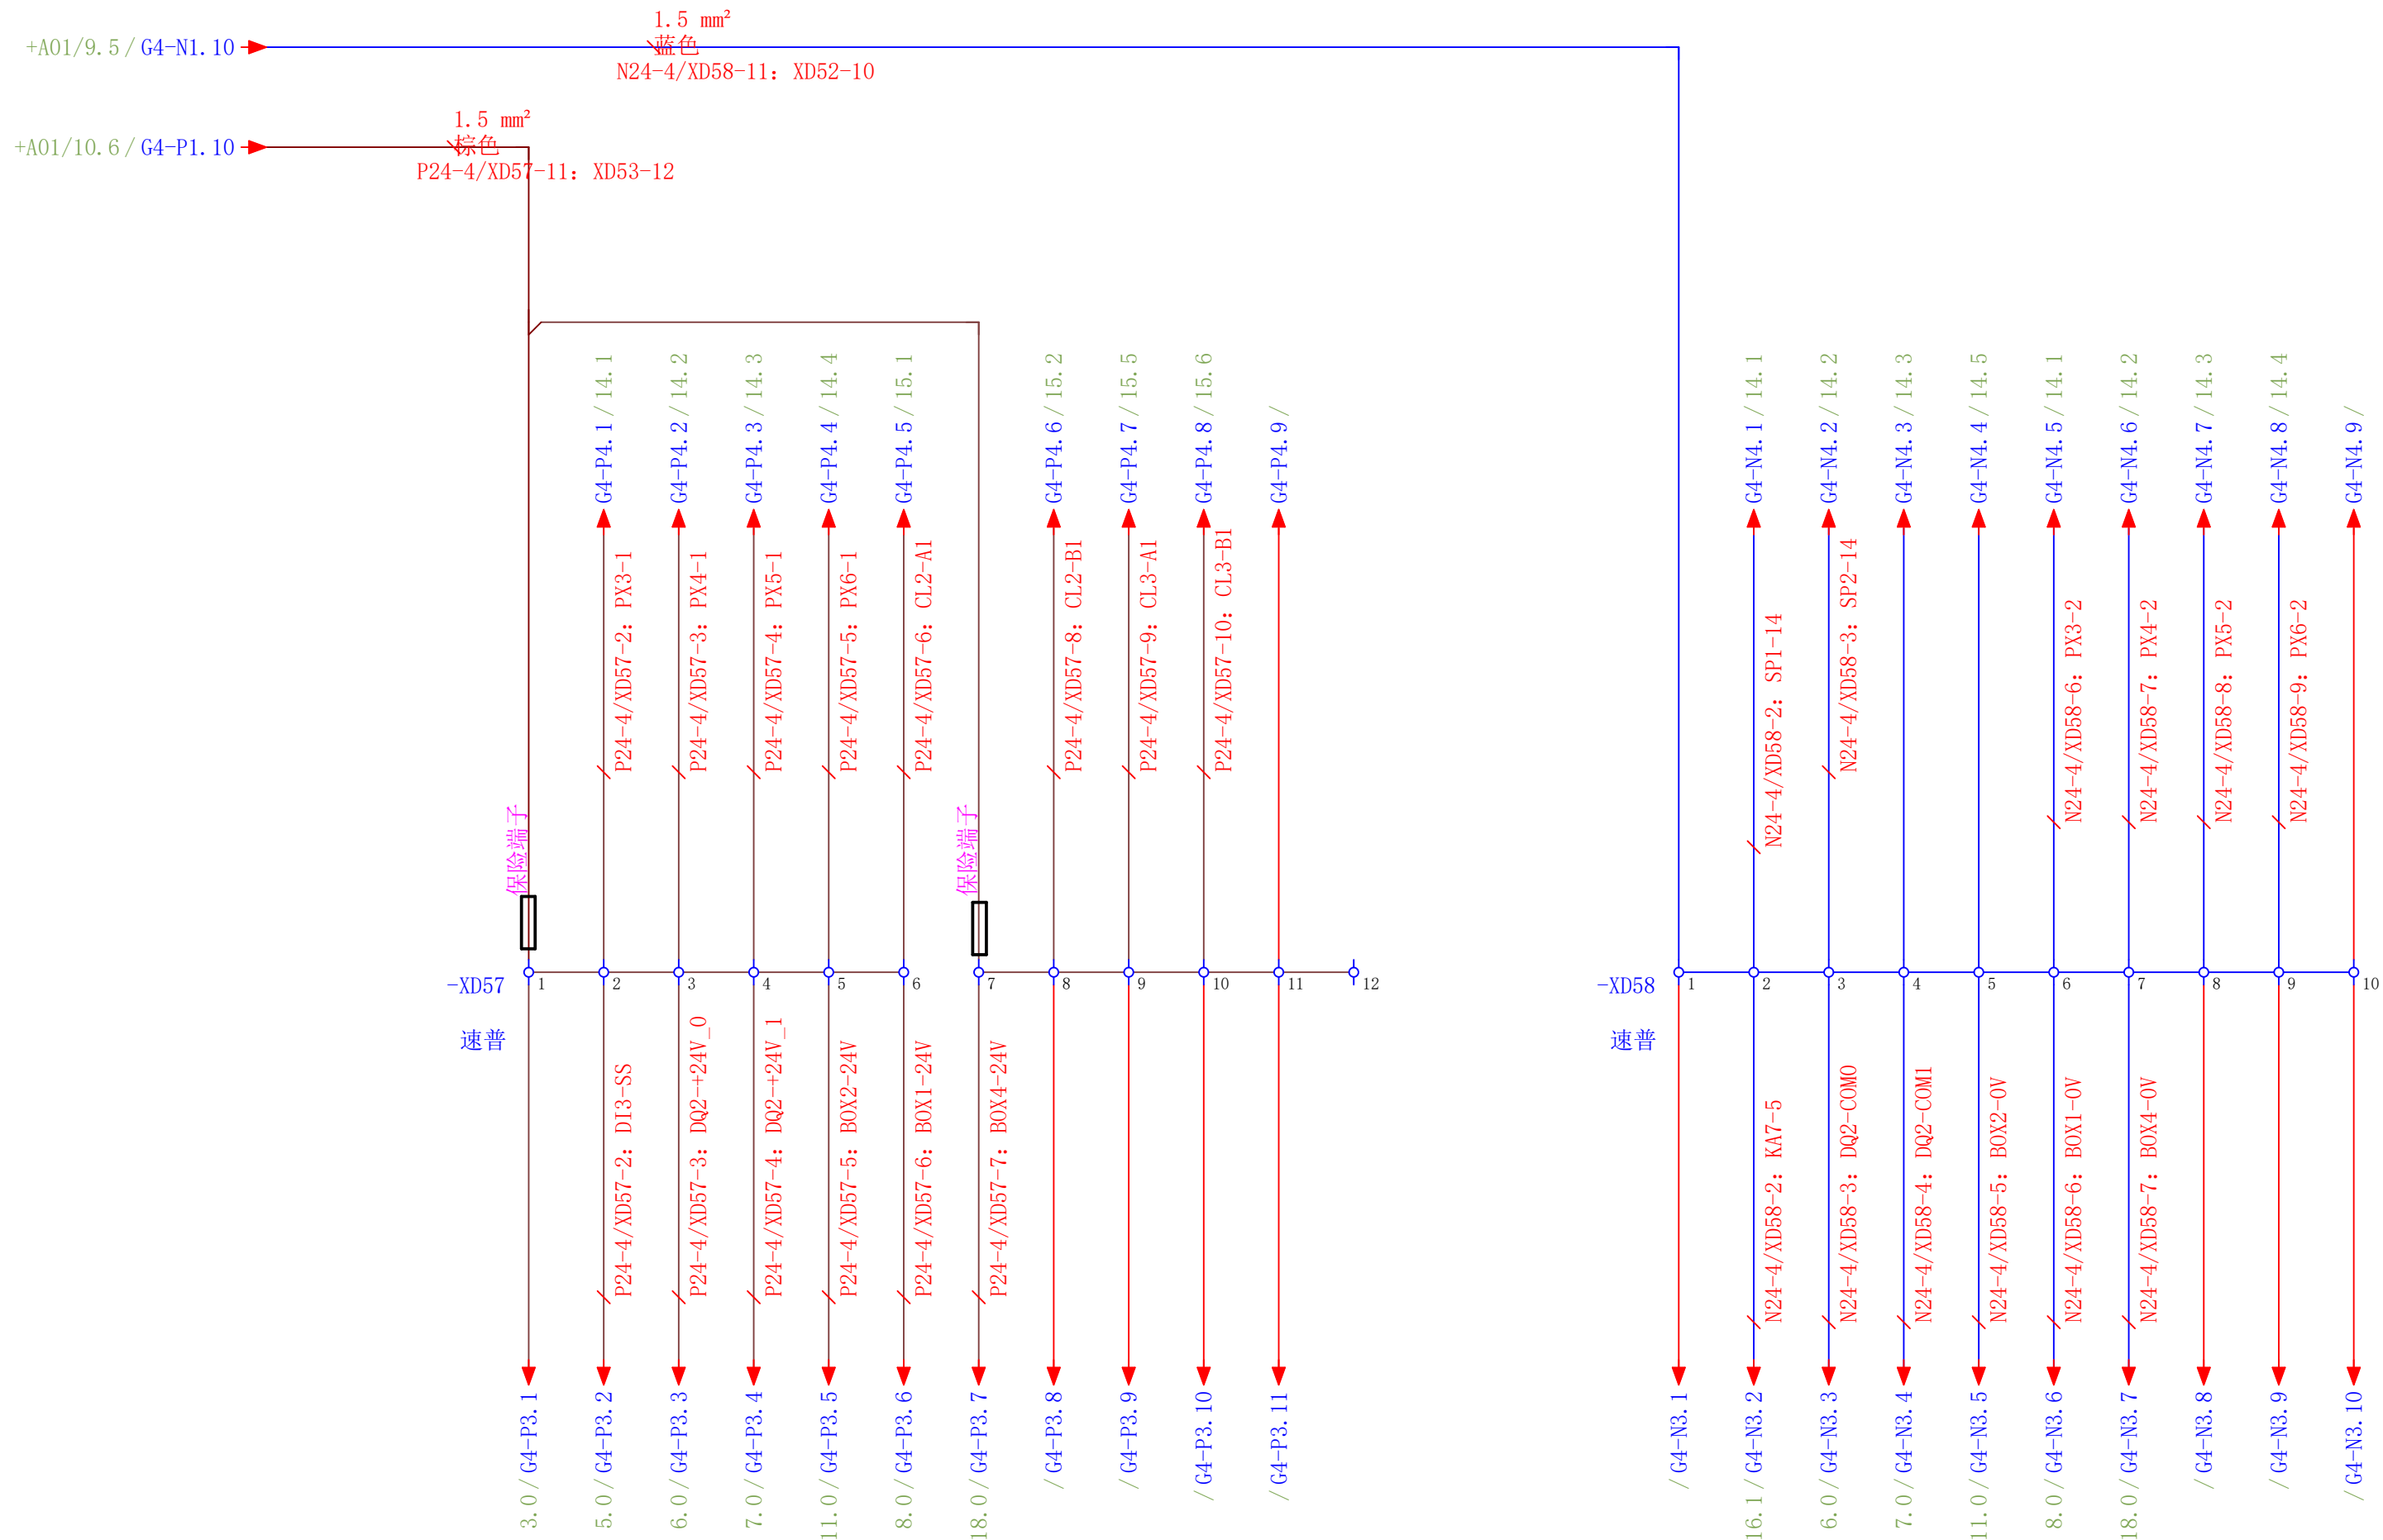 1.5 mm²
+A01/9.5/ G4-N1.10
蓝色
N24-4/XD58-11: XD52-10
1.5 mm²
+A01/10.6/ G4-P1.10
棕色
P24-4/XD57-11: XD53-12
G4-P4.1/14.1
G4-P4.2/14.2
G4-P4.3/14.3
G4-P4.4/14.4
G4-P4.5/15.1
G4-P4.6/15.2
G4-P4.7/15.5
G4-P4.8/15.6
G4-P4.9/
G4-N4.1/14.1
G4-N4.2/14.2
G4-N4.3/14.3
G4-N4.4/14.5
G4-N4.5/14.1
G4-N4.6/14.2
G4-N4.7/14.3
G4-N4.8/14.4
G4-N4.9/
P24-4/XD57-2: PX3-1
P24-4/XD57-3: PX4-1
P24-4/XD57-4: PX5-1
P24-4/XD57-5: PX6-1
P24-4/XD57-6: CL2-A1
P24-4/XD57-8: CL2-B1
P24-4/XD57-9: CL3-A1
P24-4/XD57-10: CL3-B1
N24-4/XD58-2: SP1-14
N24-4/XD58-3: SP2-14
N24-4/XD58-6: PX3-2
N24-4/XD58-7: PX4-2
N24-4/XD58-8: PX5-2
N24-4/XD58-9: PX6-2
保险端子
保险端子
-XD57 1 2 3 4 5 6 7 8 9 10 11 12
速普
-XD58 1 2 3 4 5 6 7 8 9 10
速普
P24-4/XD57-2: DI3-SS
P24-4/XD57-3: DQ2-+24V_0
P24-4/XD57-4: DQ2-+24V_1
P24-4/XD57-5: BOX2-24V
P24-4/XD57-6: BOX1-24V
P24-4/XD57-7: BOX4-24V
N24-4/XD58-2: KA7-5
N24-4/XD58-3: DQ2-COM0
N24-4/XD58-4: DQ2-COM1
N24-4/XD58-5: BOX2-0V
N24-4/XD58-6: BOX1-0V
N24-4/XD58-7: BOX4-0V
3.0/G4-P3.1
5.0/G4-P3.2
6.0/G4-P3.3
7.0/G4-P3.4
11.0/G4-P3.5
8.0/G4-P3.6
18.0/G4-P3.7
/G4-P3.8
/G4-P3.9
/G4-P3.10
/G4-P3.11
/G4-N3.1
16.1/G4-N3.2
6.0/G4-N3.3
7.0/G4-N3.4
11.0/G4-N3.5
8.0/G4-N3.6
18.0/G4-N3.7
/G4-N3.8
/G4-N3.9
/G4-N3.10